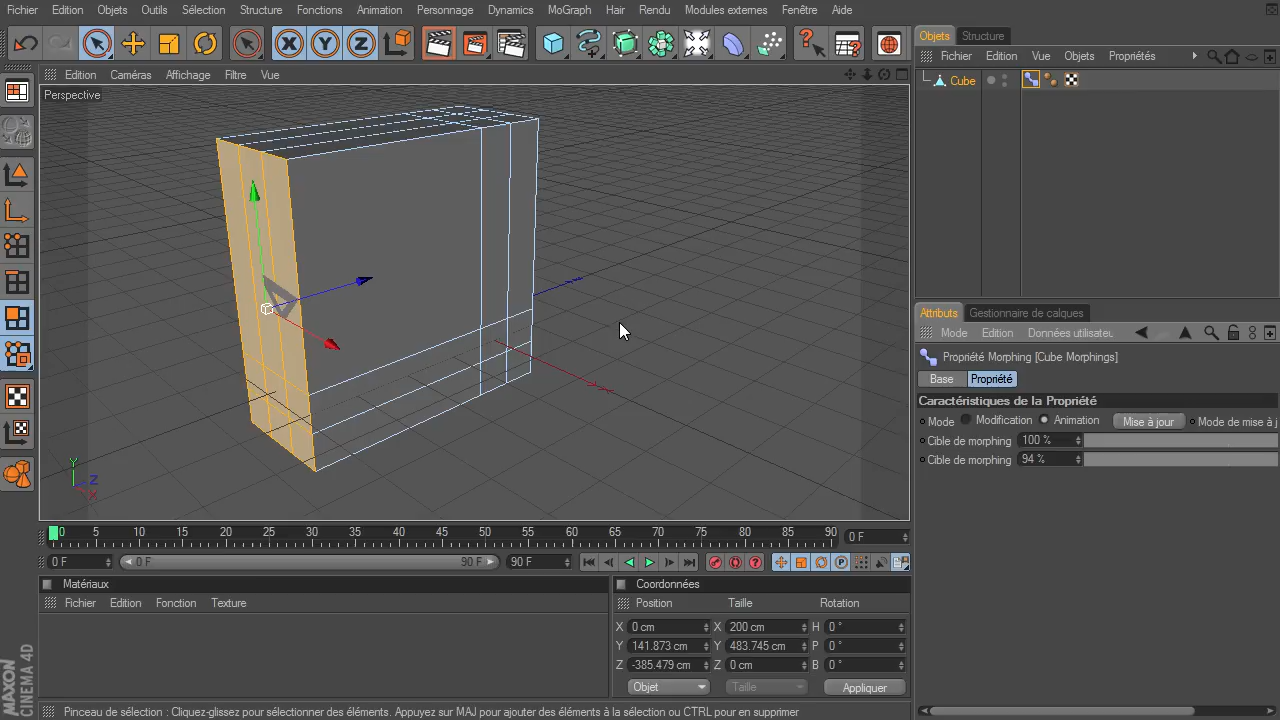 Fichier Edition Objets Outils Sélection Structure Fonctions Animation Personnage Dynamics MoGraph Hair Rendu Modules externes Fenêtre Aide
X Y Z
Objets Structure
Fichier Edition Vue Objets Propriétés
Cube
Edition Caméras Affichage Filtre Vue
Perspective
Y
Z
X
Attributs Gestionnaire de calques
Mode Edition Données utilisateu
Propriété Morphing [Cube Morphings]
Base Propriété
Caractéristiques de la Propriété
Mode Modification Animation Mise à jour Mode de mise à j
Cible de morphing 100 %
Cible de morphing 94 %
0 5 10 15 20 25 30 35 40 45 50 55 60 65 70 75 80 85 90 0 F
0 F 0 F 90 F 90 F
Matériaux
Fichier Edition Fonction Texture
Coordonnées
Position Taille Rotation
X 0 cm X 200 cm H 0 °
Y 141.873 cm Y 483.745 cm P 0 °
Z -385.479 cm Z 0 cm B 0 °
Objet Taille Appliquer
MAXON
CINEMA 4D
Pinceau de sélection : Cliquez-glissez pour sélectionner des éléments. Appuyez sur MAJ pour ajouter des éléments à la sélection ou CTRL pour en supprimer